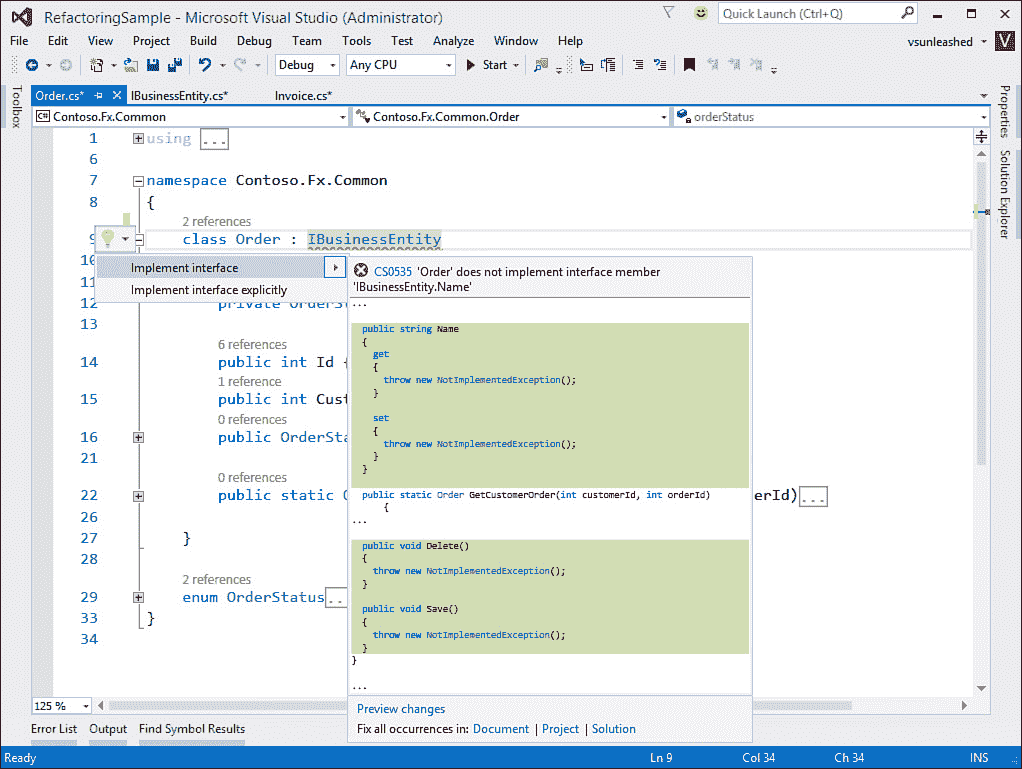 RefactoringSample - Microsoft Visual Studio (Administrator)
Quick Launch (Ctrl+Q)
File Edit View Project Build Debug Team Tools Test Analyze Window Help
vsunleashed V
Debug Any CPU Start
Order.cs* IBusinessEntity.cs* Invoice.cs*
Toolbox
Properties
Solution Explorer
C# Contoso.Fx.Common Contoso.Fx.Common.Order orderStatus
1 using ...
6
7 namespace Contoso.Fx.Common
8 {
2 references
9 class Order : IBusinessEntity
10
Implement interface
Implement interface explicitly
11
12 private OrderSt
13
6 references
14 public int Id {
1 reference
15 public int Cust
0 references
16 public OrderSta
21
0 references
22 public static O erId)...
26
27 }
28
2 references
29 enum OrderStatus..
33 }
34
CS0535 'Order' does not implement interface member
'IBusinessEntity.Name'
...
public string Name
{
get
{
throw new NotImplementedException();
}
set
{
throw new NotImplementedException();
}
}
public static Order GetCustomerOrder(int customerId, int orderId)
{
...
public void Delete()
{
throw new NotImplementedException();
}
public void Save()
{
throw new NotImplementedException();
}
}
...
Preview changes
Fix all occurrences in: Document | Project | Solution
125 %
Error List Output Find Symbol Results
Ready Ln 9 Col 34 Ch 34 INS